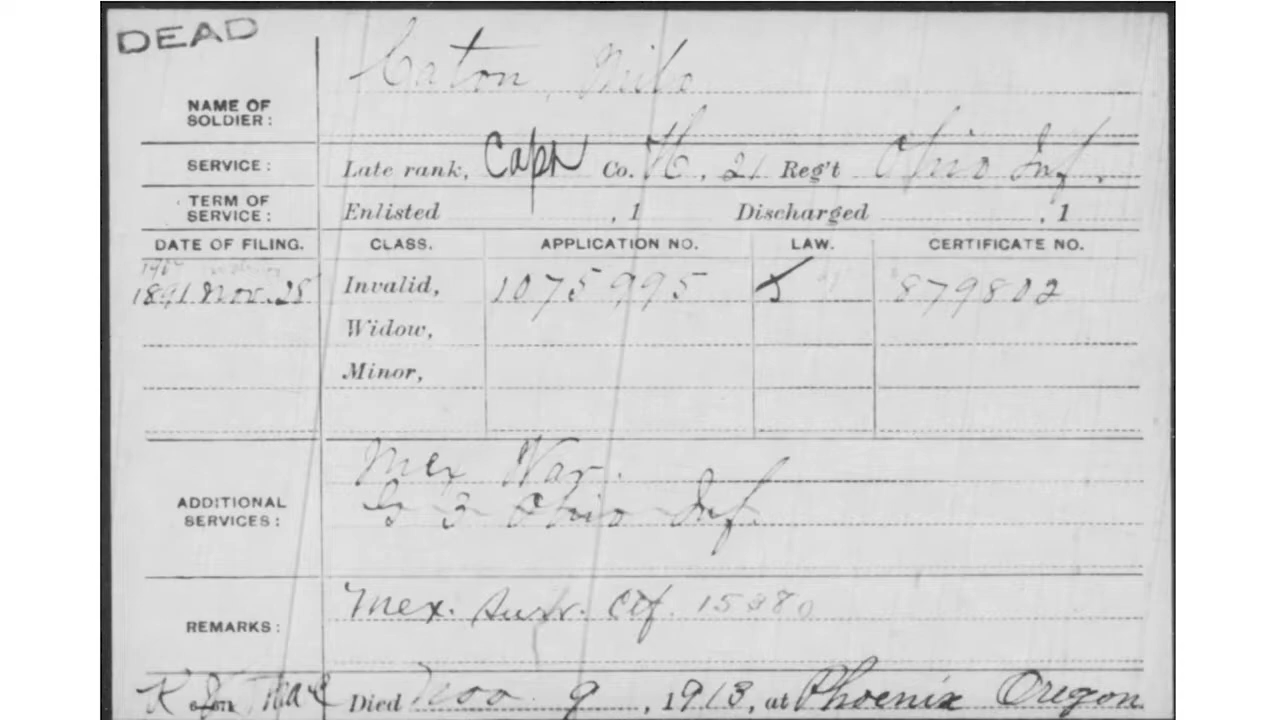 DEAD
NAME OF SOLDIER: Caton, Milo
SERVICE: Late rank, Capt Co. H, 21 Reg't Ohio Inf.
TERM OF SERVICE: Enlisted , 1 Discharged , 1
DATE OF FILING. CLASS. APPLICATION NO. LAW. CERTIFICATE NO.
1891 Nov. 25 Invalid, 1075995 879802
Widow,
Minor,
ADDITIONAL SERVICES: Mex War.
G 3 Ohio Inf.
REMARKS: Mex. Surv. Ctf. 15380
Died Nov. 9, 1913, at Phoenix Oregon.